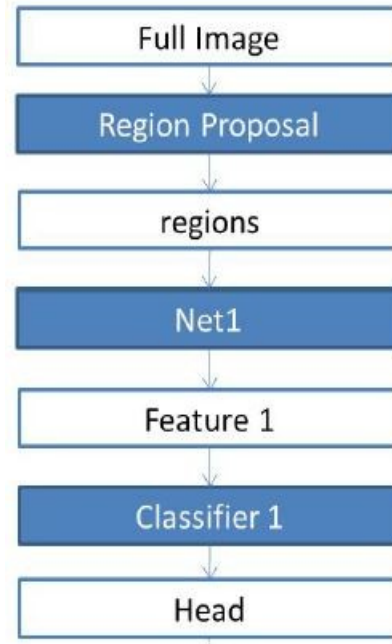 Full Image
Region Proposal
regions
Net1
Feature 1
Classifier 1
Head